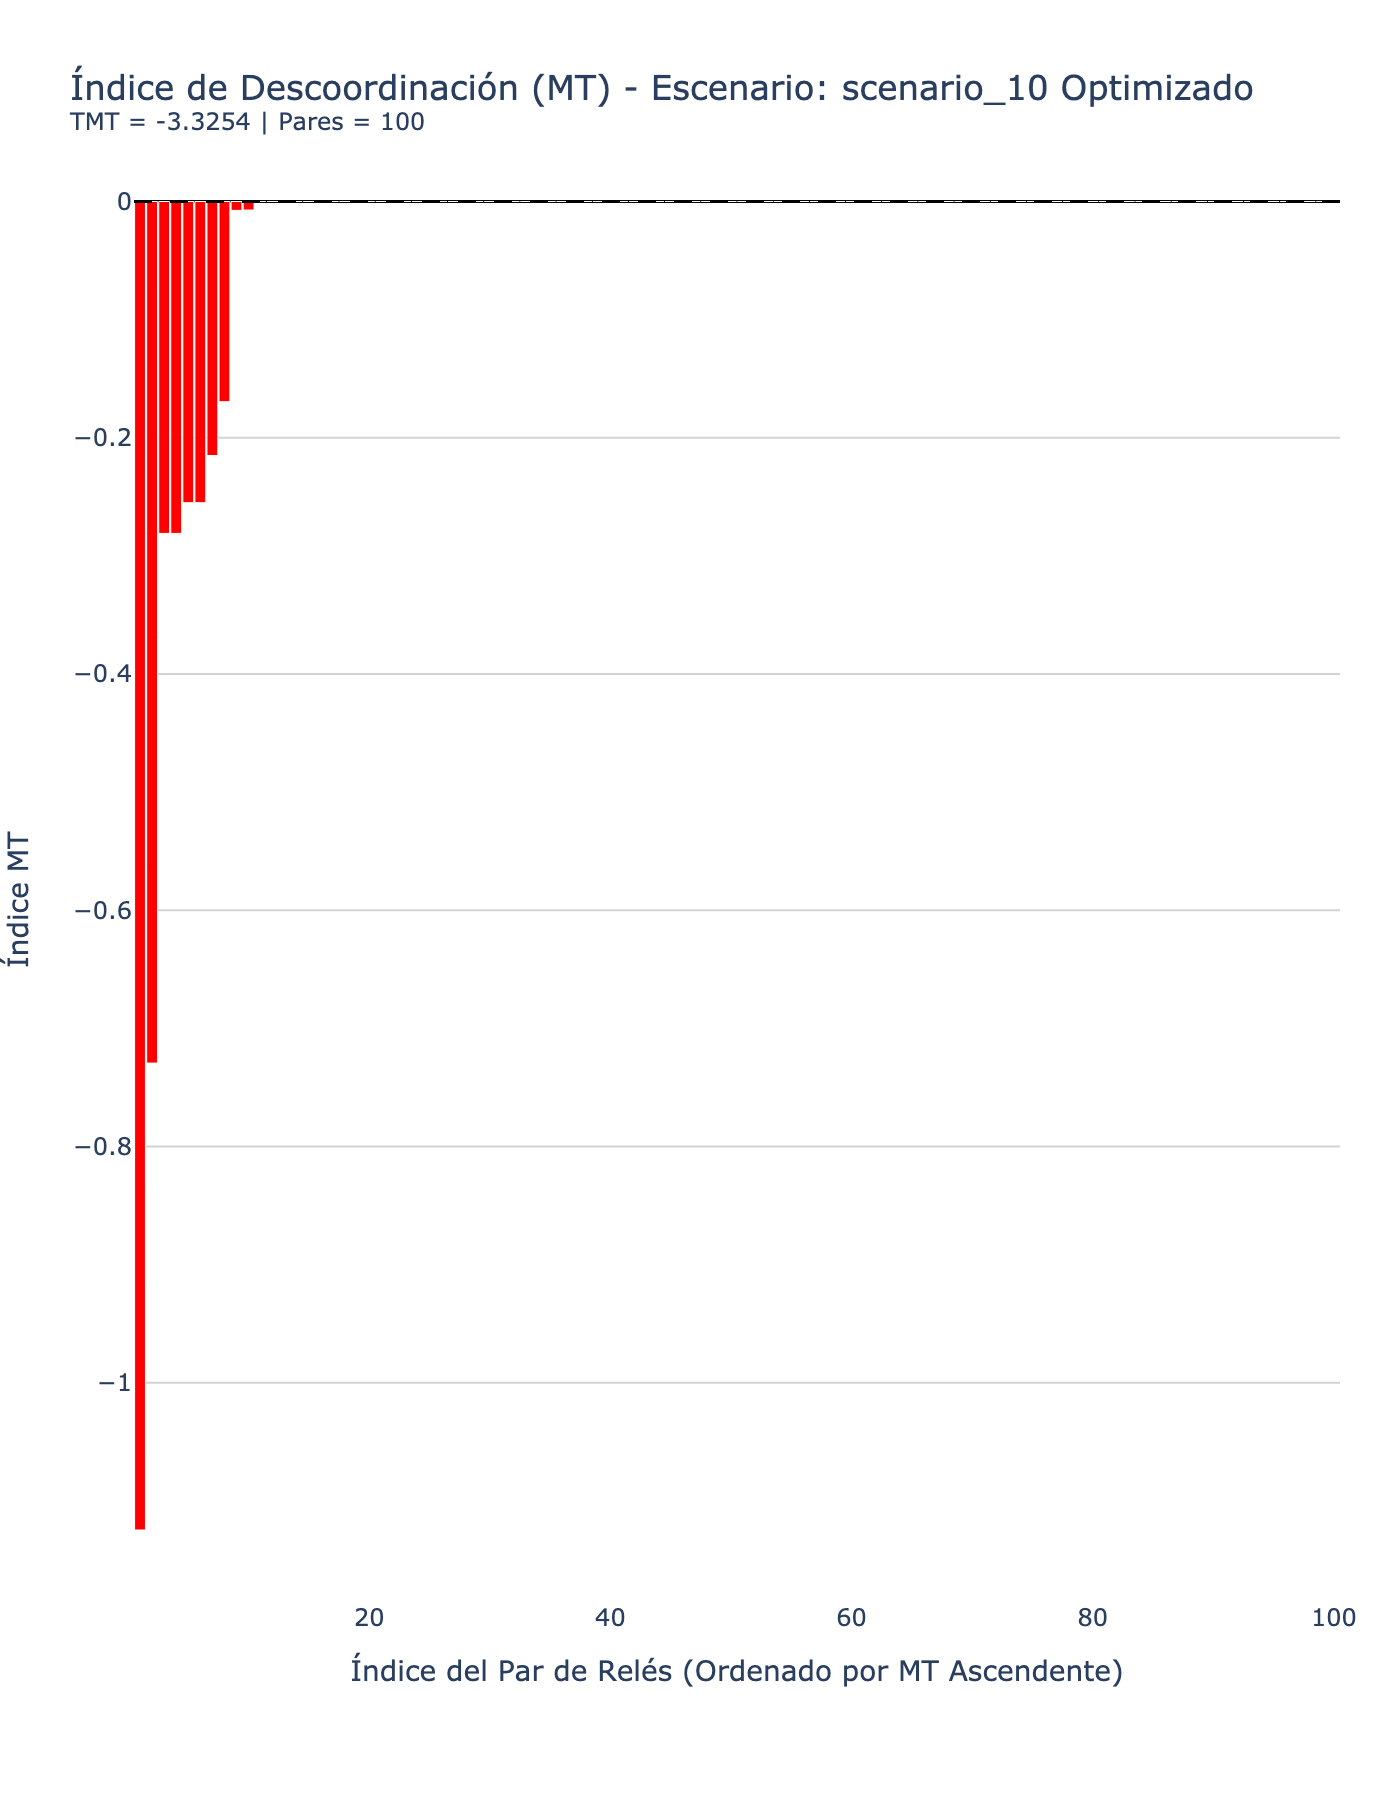 Índice de Descoordinación (MT) - Escenario: scenario_10 Optimizado
TMT = -3.3254 | Pares = 100
0
−0.2
−0.4
−0.6
−0.8
−1
Índice MT
20 40 60 80 100
Índice del Par de Relés (Ordenado por MT Ascendente)